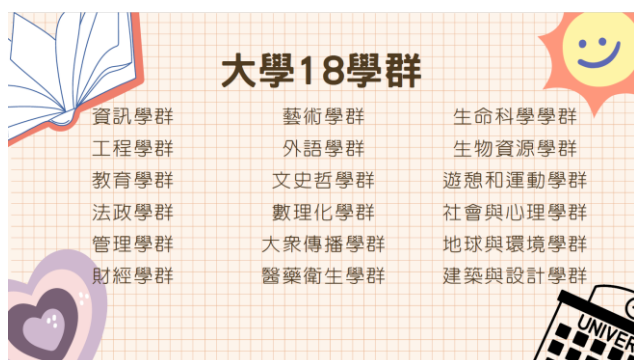 大學18學群
資訊學群
工程學群
教育學群
法政學群
管理學群
財經學群
藝術學群
外語學群
文史哲學群
數理化學群
大眾傳播學群
醫藥衛生學群
生命科學學群
生物資源學群
遊憩和運動學群
社會與心理學群
地球與環境學群
建築與設計學群